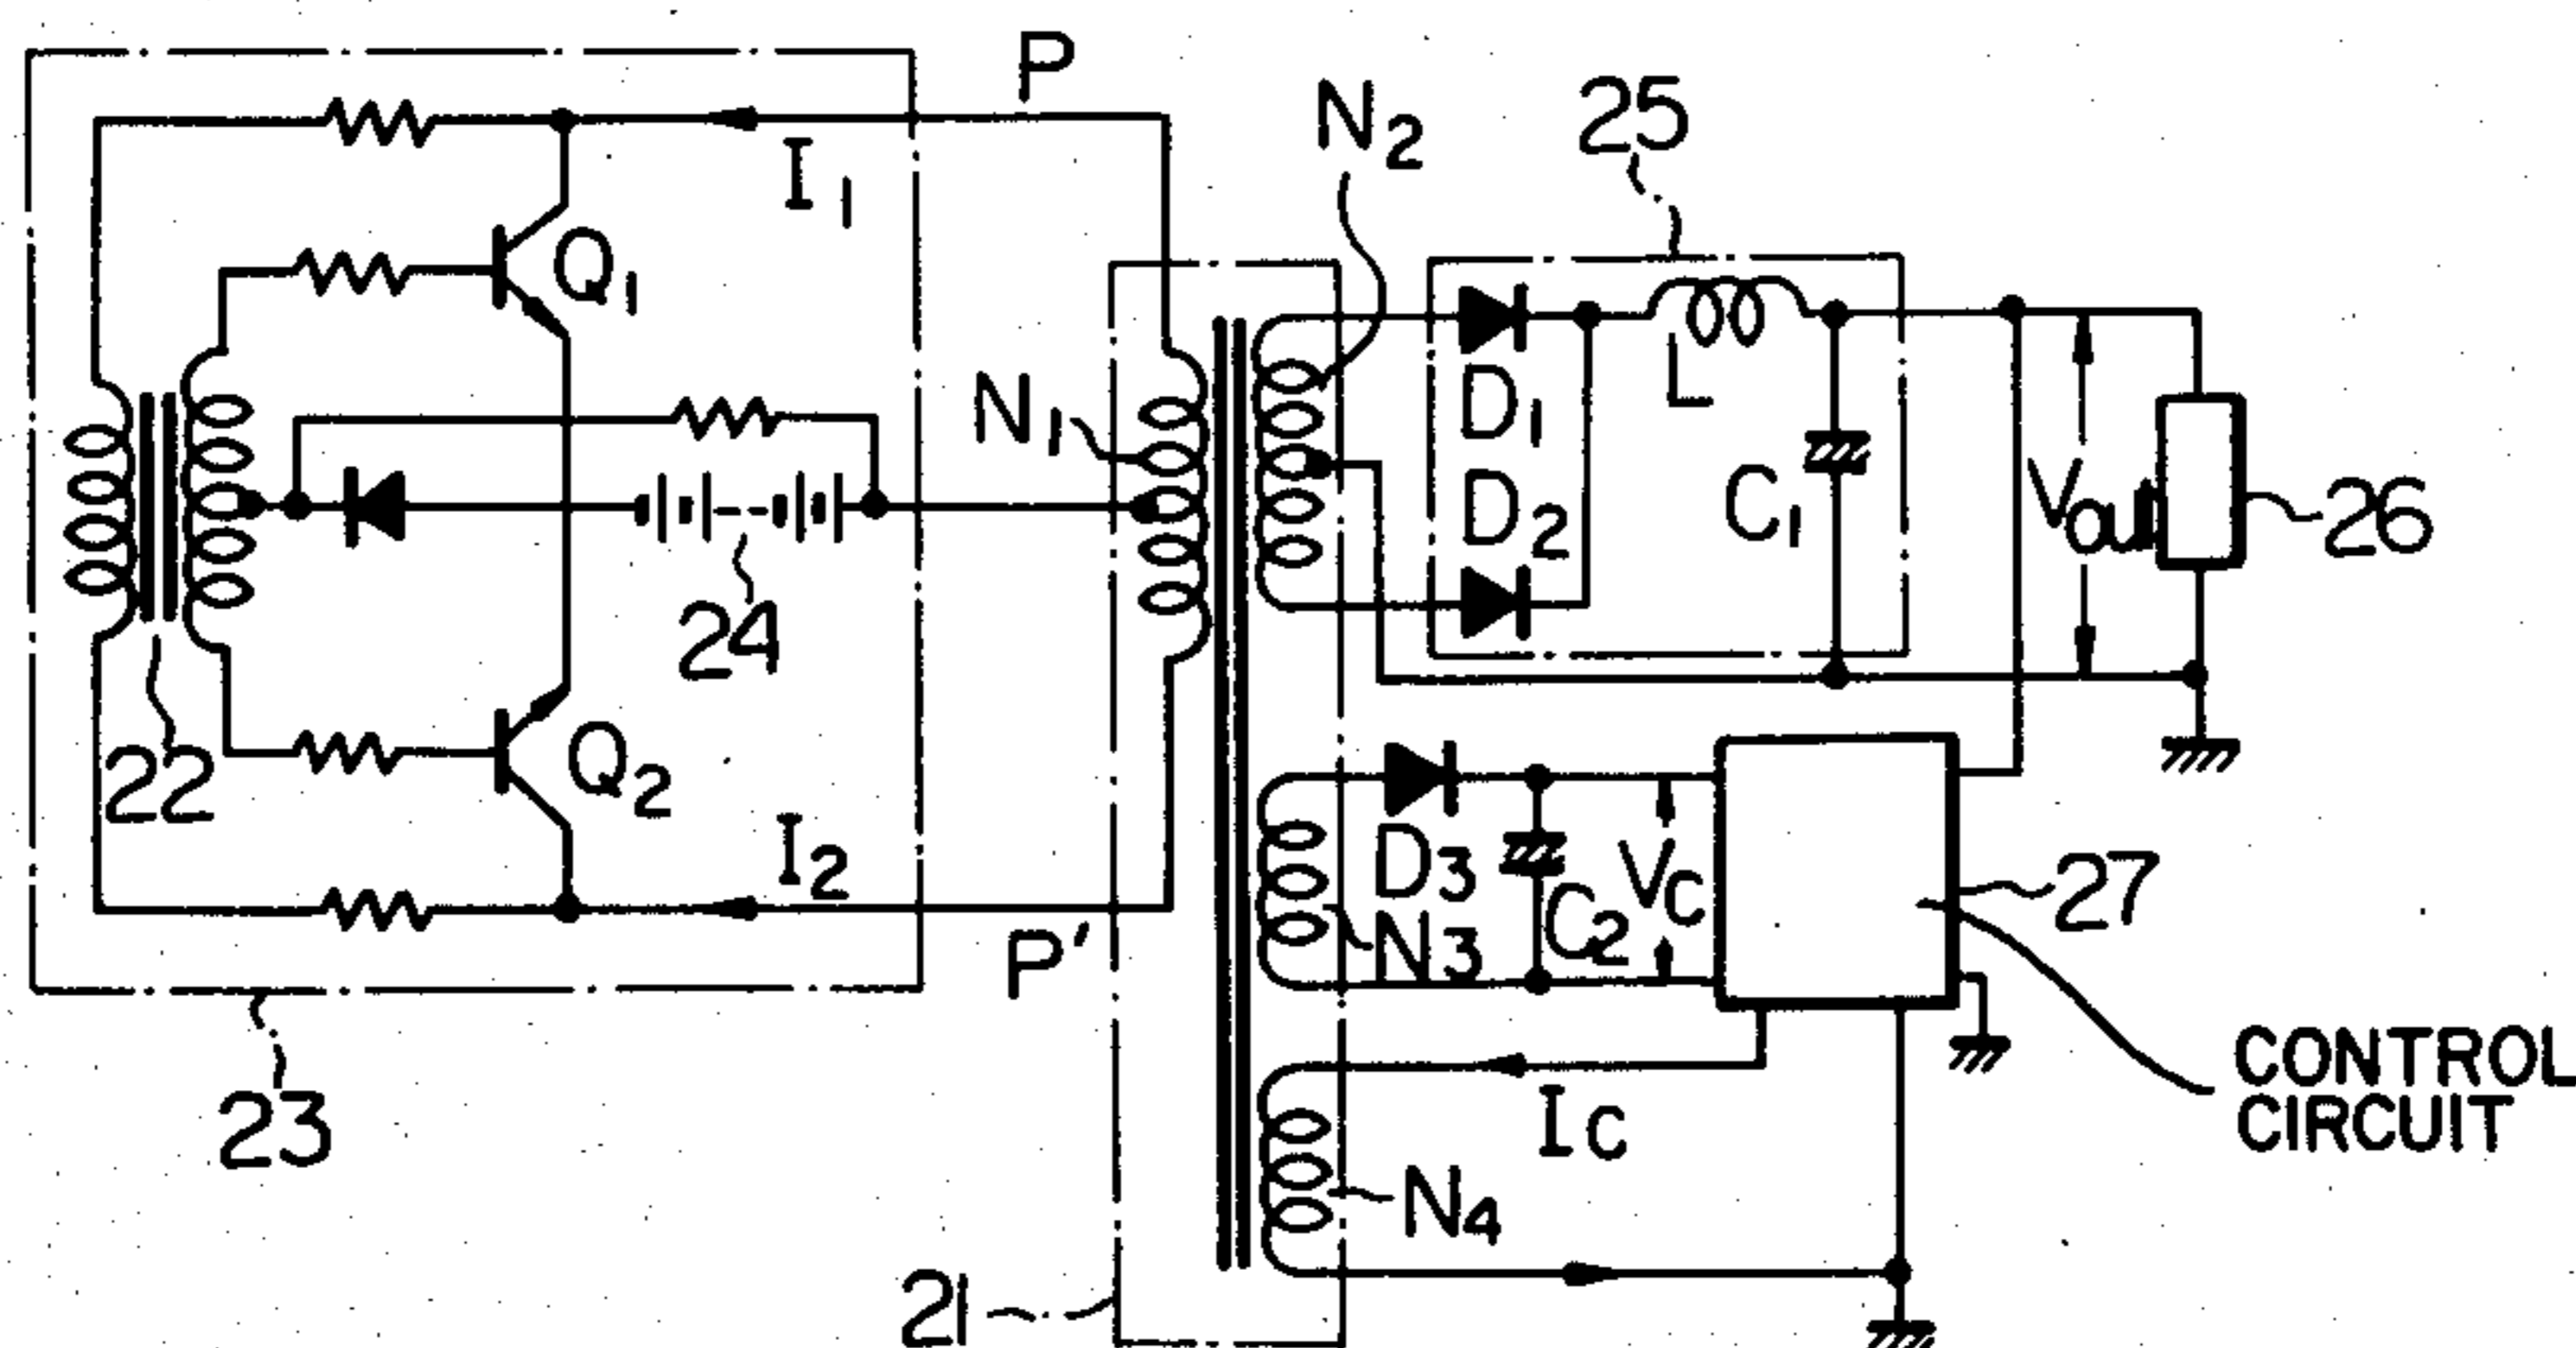 P
I1
N2
25
Q1
N1
D1
L
D2
C1
Vout
26
24
22
Q2
I2
P'
D3
N3
C2
VC
27
23
IC
N4
21
CONTROL
CIRCUIT